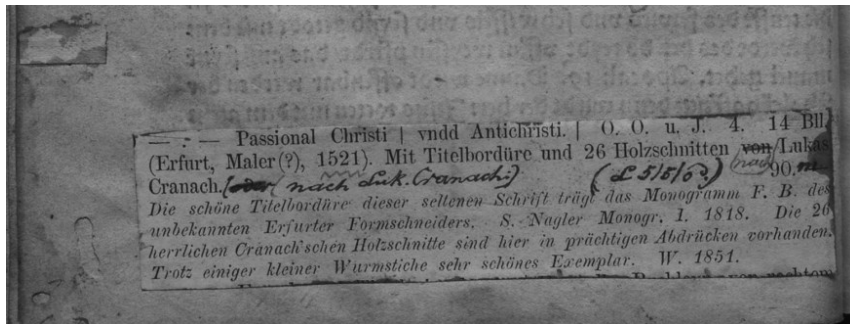 — . — Passional Christi | vndd Antichristi. | O. O. u. J. 4. 14 Bll.
(Erfurt, Maler(?), 1521). Mit Titelbordüre und 26 Holzschnitten von Lukas
nach
Cranach. (oder nach Luk. Cranach:) (£ 5/5/0.) 90.
Die schöne Titelbordüre dieser seltenen Schrift trägt das Monogramm F. B. des
unbekannten Erfurter Formschneiders. S. Nagler Monogr. I. 1818. Die 26
herrlichen Cranach'schen Holzschnitte sind hier in prächtigen Abdrücken vorhanden.
Trotz einiger kleiner Wurmstiche sehr schönes Exemplar. W. 1851.